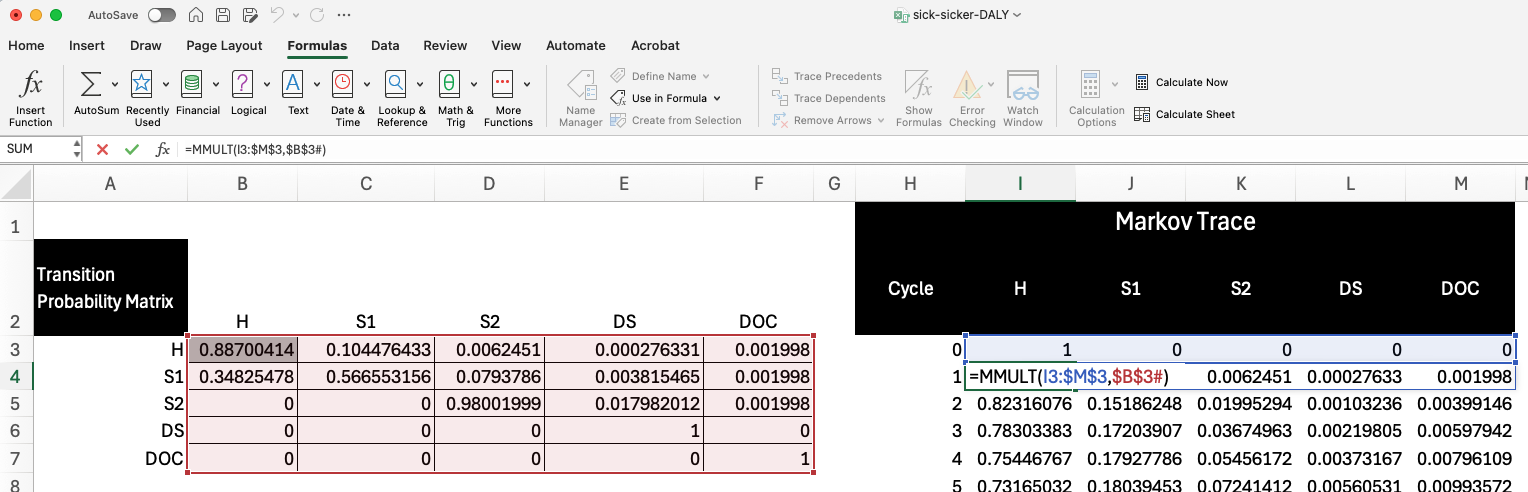 AutoSave
sick-sicker-DALY
Home Insert Draw Page Layout Formulas Data Review View Automate Acrobat
fx Insert Function
AutoSum
Recently Used
Financial
Logical
Text
Date & Time
Lookup & Reference
Math & Trig
More Functions
Name Manager
Define Name
Use in Formula
Create from Selection
Trace Precedents
Trace Dependents
Remove Arrows
Show Formulas
Error Checking
Watch Window
Calculation Options
Calculate Now
Calculate Sheet
SUM fx =MMULT(I3:$M$3,$B$3#)
A B C D E F G H I J K L M
1 Markov Trace
2 Transition Probability Matrix H S1 S2 DS DOC Cycle H S1 S2 DS DOC
3 H 0.88700414 0.104476433 0.0062451 0.000276331 0.001998 0 1 0 0 0 0
4 S1 0.34825478 0.566553156 0.0793786 0.003815465 0.001998 1 =MMULT(I3:$M$3,$B$3#) 0.0062451 0.00027633 0.001998
5 S2 0 0 0.98001999 0.017982012 0.001998 2 0.82316076 0.15186248 0.01995294 0.00103236 0.00399146
6 DS 0 0 0 1 0 3 0.78303383 0.17203907 0.03674963 0.00219805 0.00597942
7 DOC 0 0 0 0 1 4 0.75446767 0.17927786 0.05456172 0.00373167 0.00796109
8 5 0.73165032 0.18039453 0.07241412 0.00560531 0.00993572